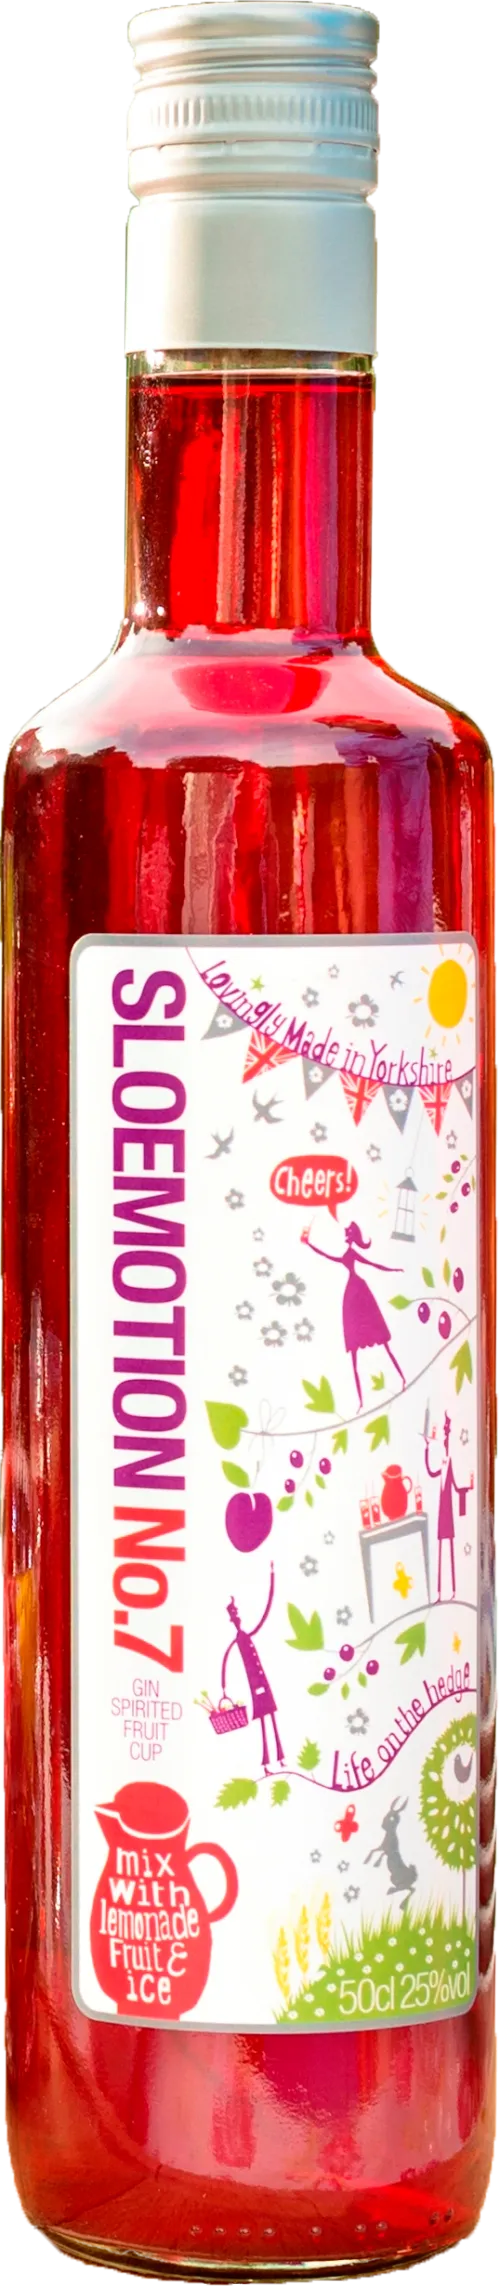 Lovingly Made in Yorkshire
SLOEMOTION No.7
Cheers!
GIN
SPIRITED
FRUIT
CUP
Life on the hedge
mix
with
lemonade
Fruit &
ice
50cl 25%vol